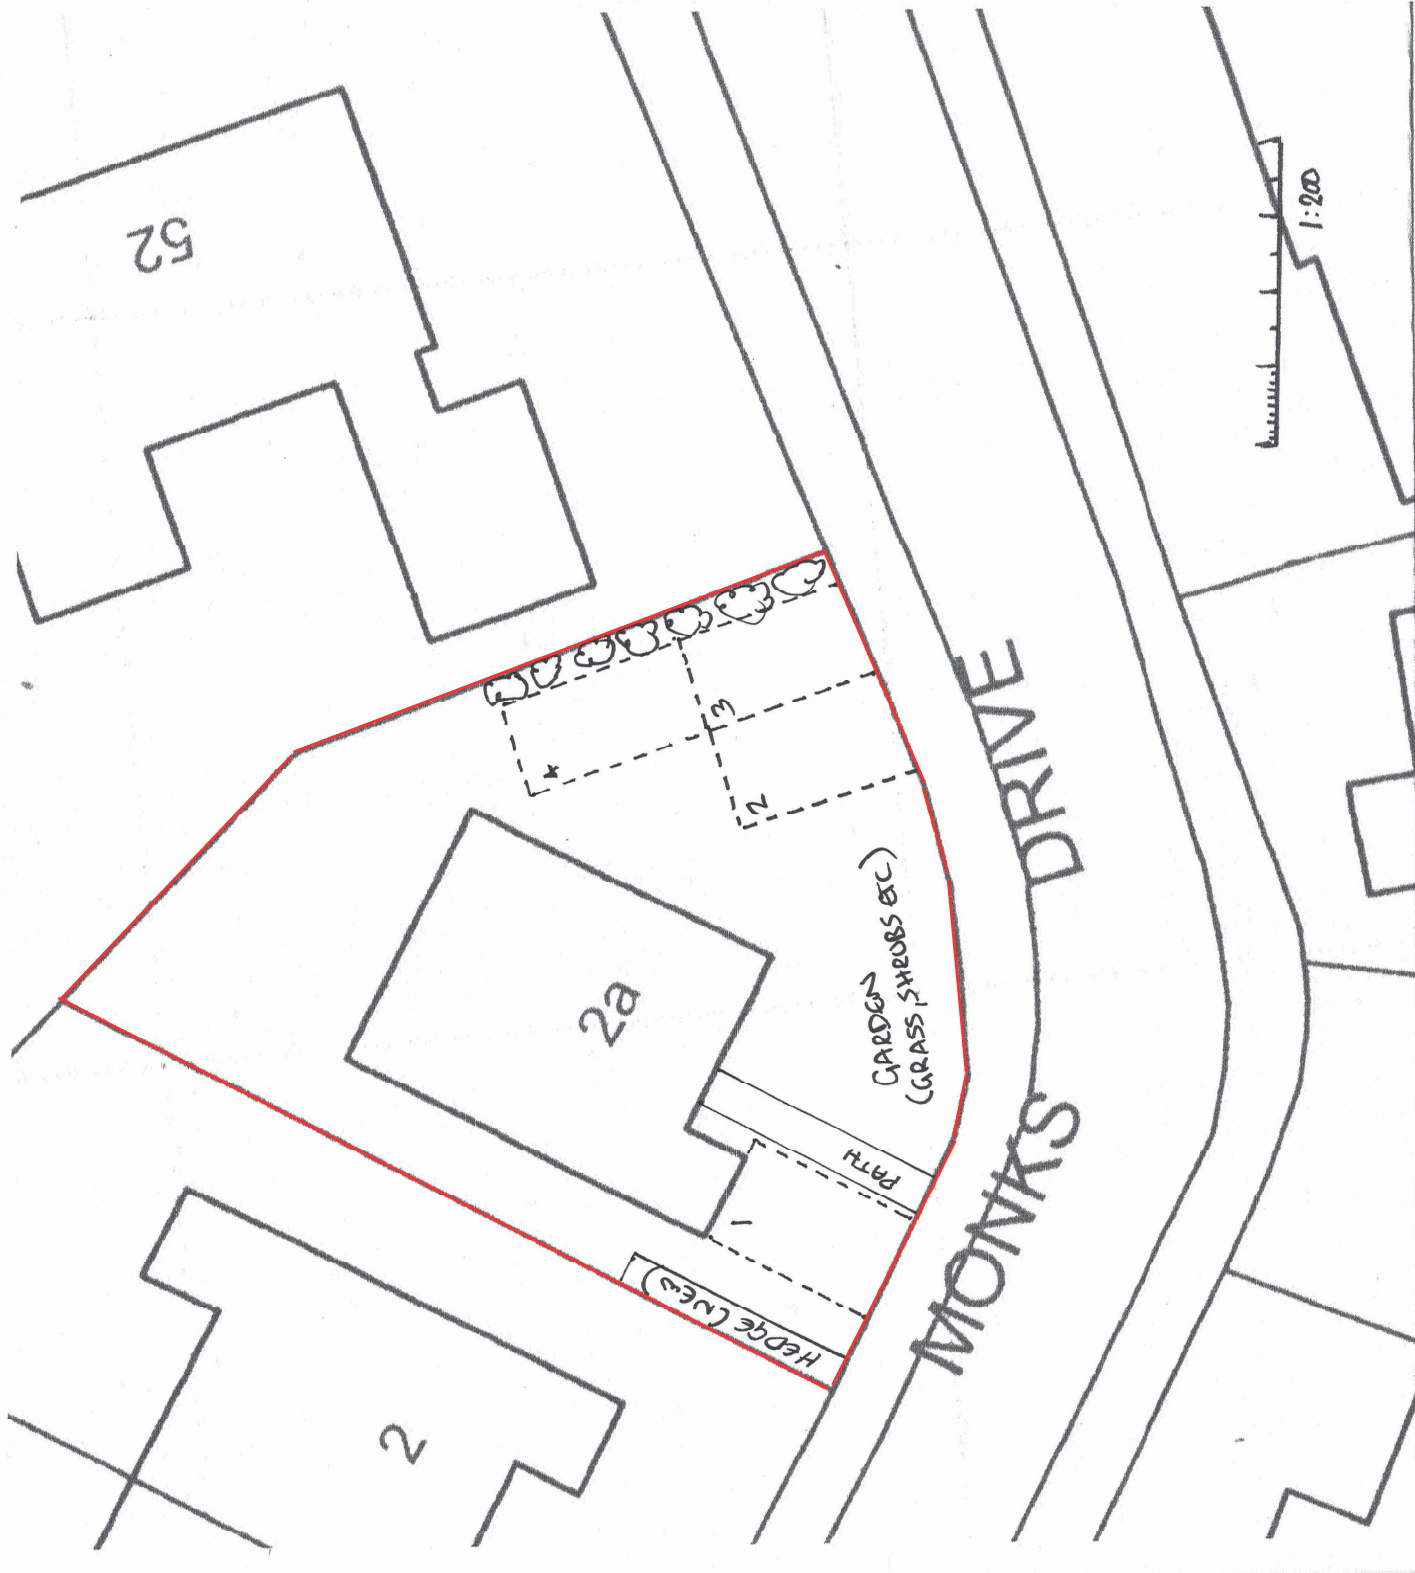 52
1:200
4
3
2
DRIVE
GARDEN
(GRASS, SHRUBS ETC)
2a
PATH
1
HEDGE (NEW)
MONKS
2